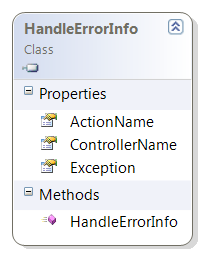 HandleErrorInfo
Class
Properties
ActionName
ControllerName
Exception
Methods
HandleErrorInfo